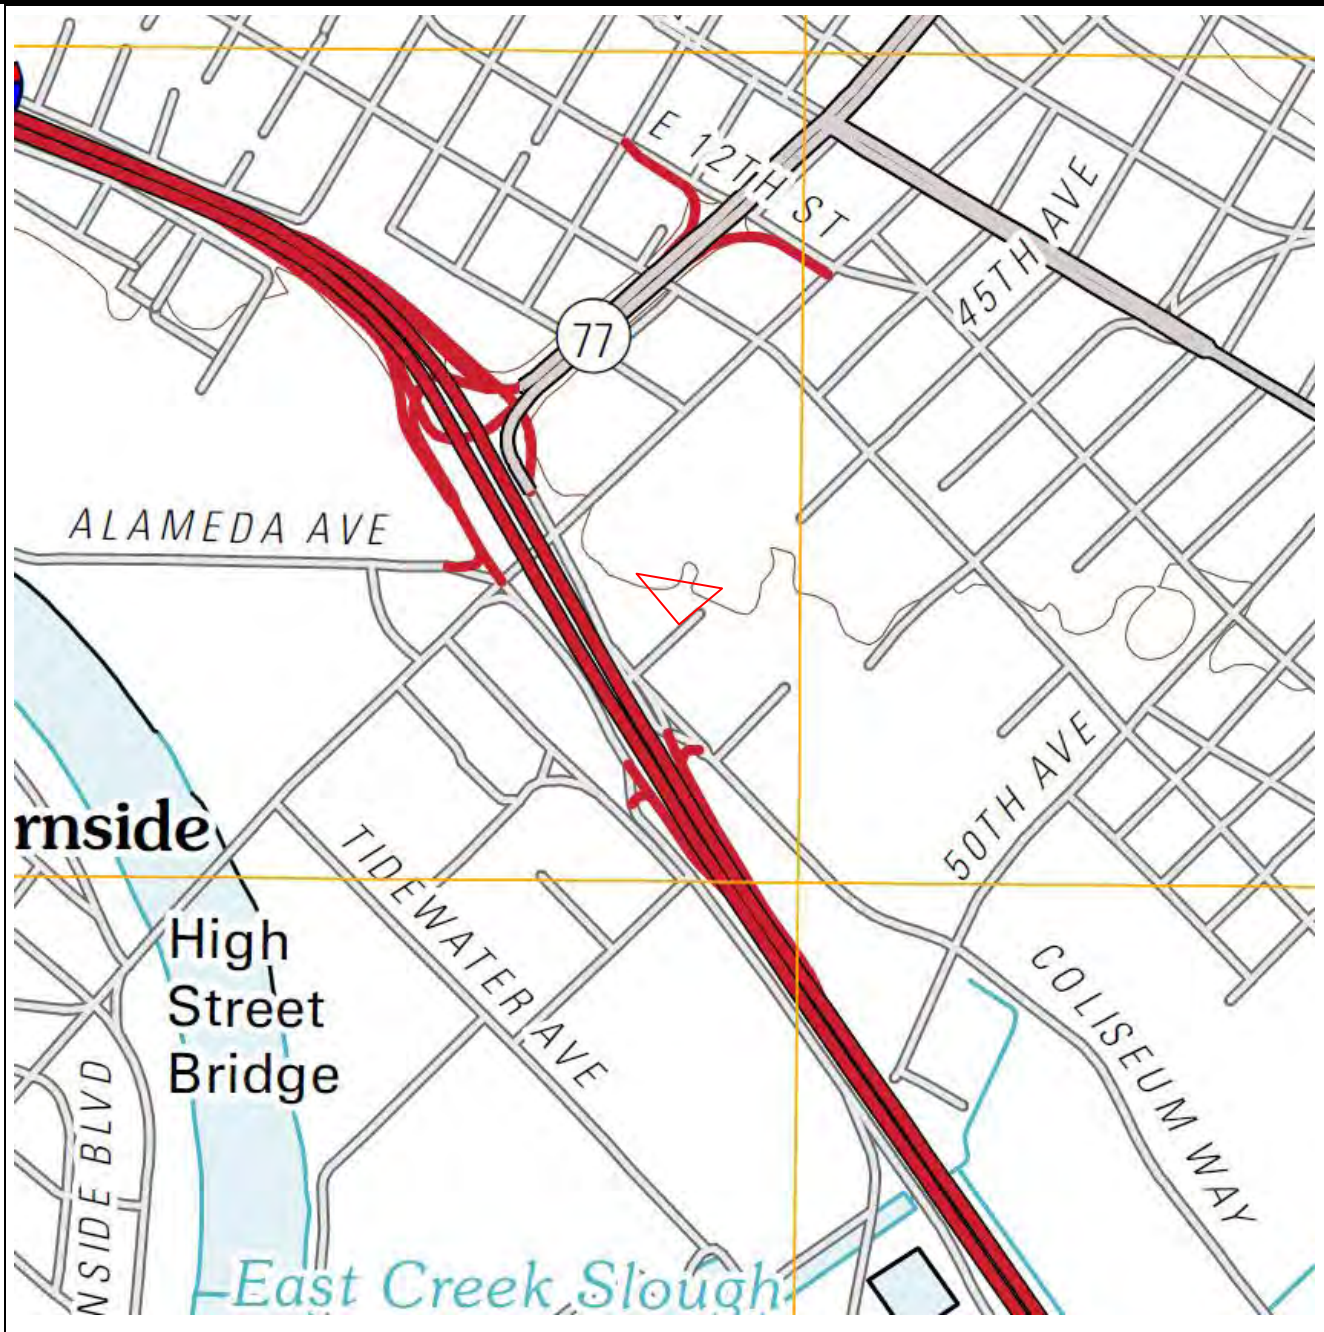 E 12TH ST
45TH AVE
77
ALAMEDA AVE
50TH AVE
rnside
TIDEWATER AVE
High
Street
Bridge
COLISEUM WAY
NSIDE BLVD
East Creek Slough